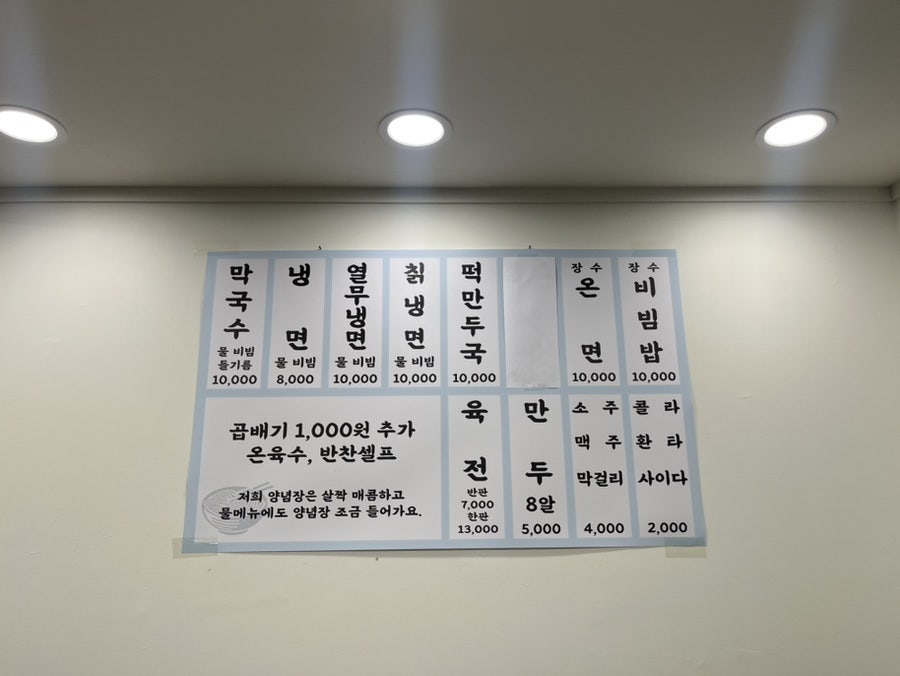 막국수
물 비빔
들기름
10,000
냉면
물 비빔
8,000
열무냉면
물 비빔
10,000
칡냉면
물 비빔
10,000
떡만두국
10,000
장수
온면
10,000
장수
비빔밥
10,000
곱배기 1,000원 추가
온육수, 반찬셀프
저희 양념장은 살짝 매콤하고
물메뉴에도 양념장 조금 들어가요.
육전
반판
7,000
한판
13,000
만두
8알
5,000
소주
맥주
막걸리
4,000
콜라
환타
사이다
2,000